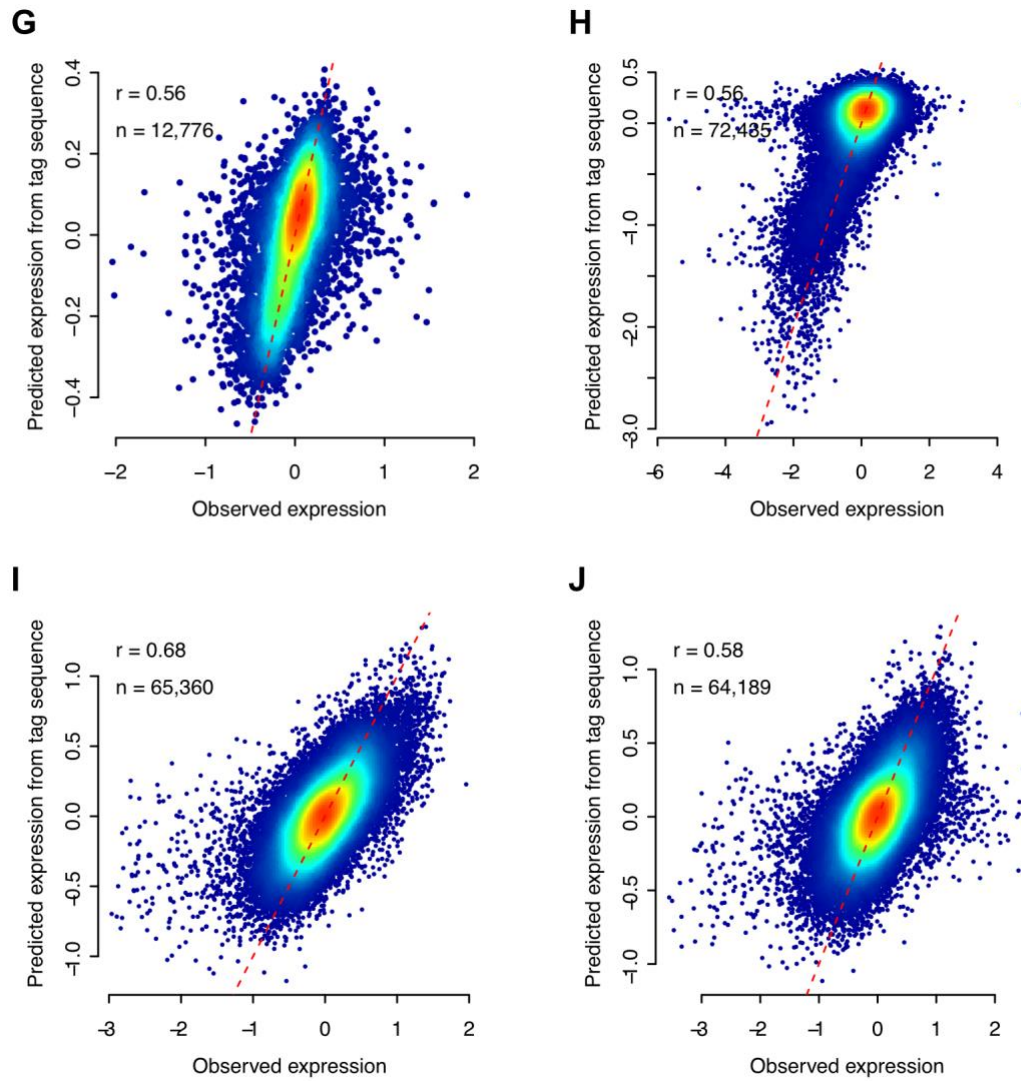 G
Predicted expression from tag sequence
0.4
0.2
0.0
−0.2
−0.4
r = 0.56
n = 12,776
−2 −1 0 1 2
Observed expression
H
Predicted expression from tag sequence
0.5
0.0
−1.0
−2.0
−3.0
r = 0.56
n = 72,435
−6 −4 −2 0 2 4
Observed expression
I
Predicted expression from tag sequence
1.0
0.5
0.0
−0.5
−1.0
r = 0.68
n = 65,360
−3 −2 −1 0 1 2
Observed expression
J
Predicted expression from tag sequence
1.0
0.5
0.0
−0.5
−1.0
r = 0.58
n = 64,189
−3 −2 −1 0 1 2
Observed expression